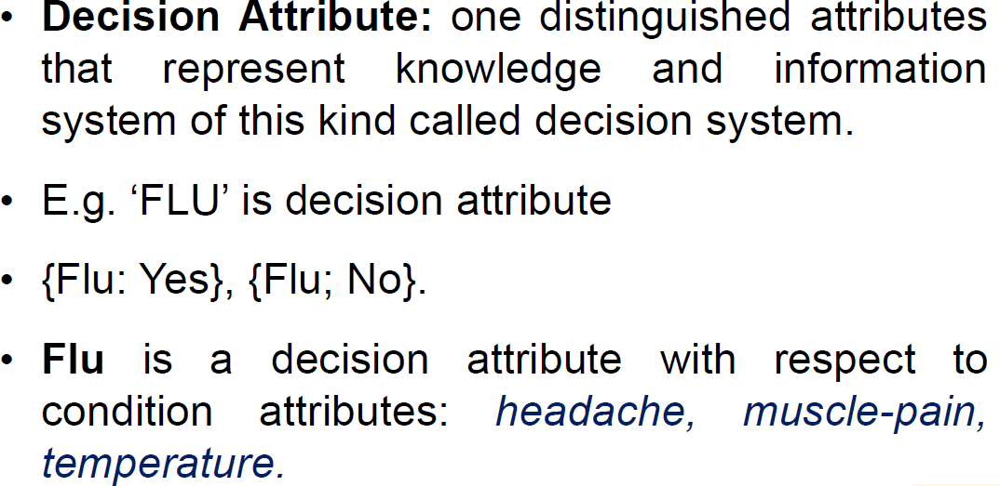 • Decision Attribute: one distinguished attributes
that represent knowledge and information
system of this kind called decision system.
• E.g. ‘FLU’ is decision attribute
• {Flu: Yes}, {Flu; No}.
• Flu is a decision attribute with respect to
condition attributes: headache, muscle-pain,
temperature.